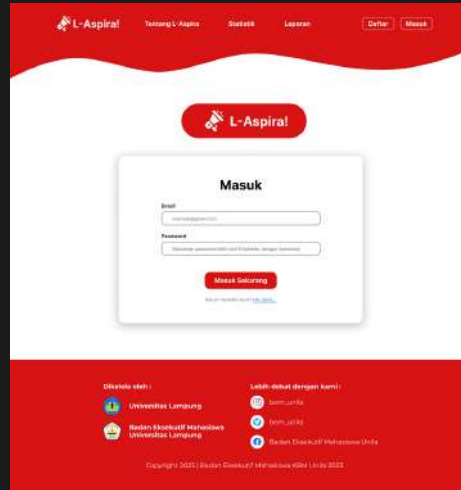 L-Aspira!
Tentang L-Aspira
Statistik
Laporan
Daftar
Masuk
L-Aspira!
Masuk
Email
Password
Masuk Sekarang
Dikelola oleh :
Lebih dekat dengan kami :
Universitas Lampung
bem_unila
Badan Eksekutif Mahasiswa
Universitas Lampung
bem_unila
Badan Eksekutif Mahasiswa Unila